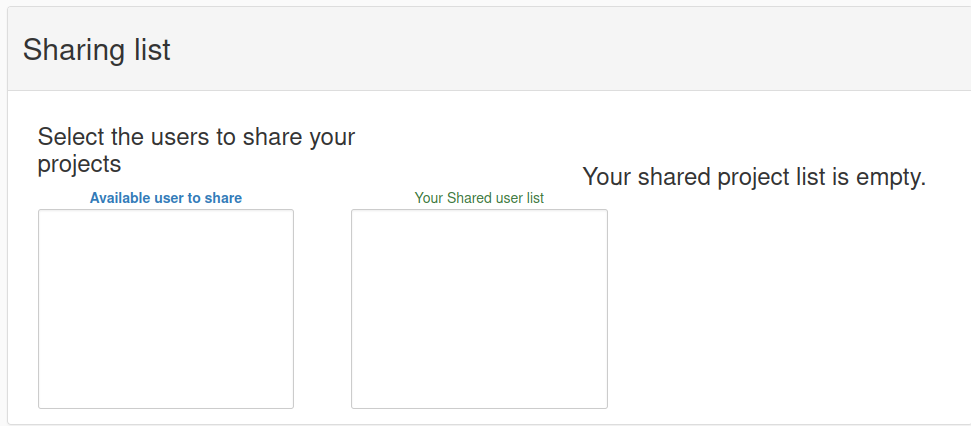 Sharing list
Select the users to share your
projects
Available user to share
Your Shared user list
Your shared project list is empty.